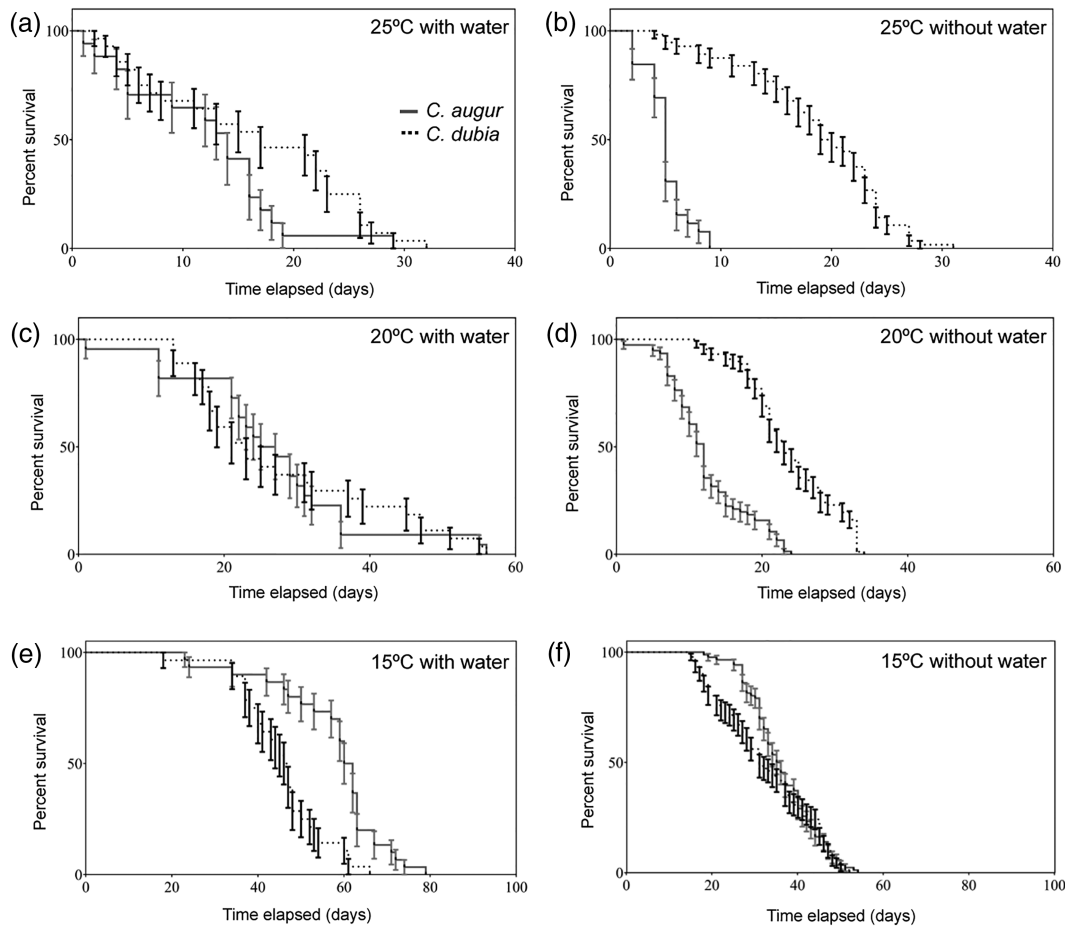 (a)
25ºC with water
Percent survival
100
50
0
C. augur
C. dubia
0 10 20 30 40
Time elapsed (days)
(b)
25ºC without water
Percent survival
100
50
0
0 20 30 40 60
Time elapsed (days)
(c)
20ºC with water
Percent survival
100
50
0
0 20 40 60
Time elapsed (days)
(d)
20ºC without water
Percent survival
100
50
0
0 20 40 60
Time elapsed (days)
(e)
15ºC with water
Percent survival
100
50
0
0 20 40 60 80 100
Time elapsed (days)
(f)
15ºC without water
Percent survival
100
50
0
0 20 40 60 80 100
Time elapsed (days)